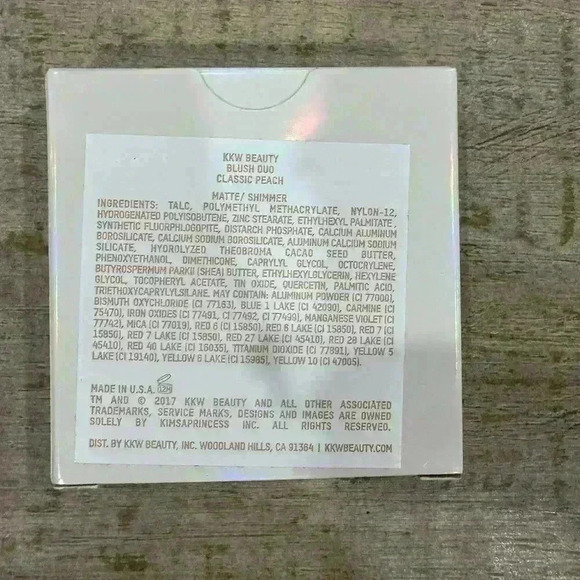 KKW BEAUTY
BLUSH DUO
CLASSIC PEACH
MATTE/ SHIMMER
INGREDIENTS: TALC, POLYMETHYL METHACRYLATE, NYLON-12,
HYDROGENATED POLYISOBUTENE, ZINC STEARATE, ETHYLHEXYL PALMITATE,
SYNTHETIC FLUORPHLOGOPITE, DISTARCH PHOSPHATE, CALCIUM ALUMINUM
BOROSILICATE, CALCIUM SODIUM BOROSILICATE, ALUMINUM CALCIUM SODIUM
SILICATE, HYDROLYZED THEOBROMA CACAO SEED BUTTER,
PHENOXYETHANOL, DIMETHICONE, CAPRYLYL GLYCOL, OCTOCRYLENE,
BUTYROSPERMUM PARKII (SHEA) BUTTER, ETHYLHEXYLGLYCERIN, HEXYLENE
GLYCOL, TOCOPHERYL ACETATE, TIN OXIDE, QUERCETIN, PALMITIC ACID,
TRIETHOXYCAPRYLYLSILANE. MAY CONTAIN: ALUMINUM POWDER (CI 77000),
BISMUTH OXYCHLORIDE (CI 77163), BLUE 1 LAKE (CI 42090), CARMINE (CI
75470), IRON OXIDES (CI 77491, CI 77492, CI 77499), MANGANESE VIOLET (CI
77742), MICA (CI 77019), RED 6 (CI 15850), RED 6 LAKE (CI 15850), RED 7 (CI
15850), RED 7 LAKE (CI 15850), RED 27 LAKE (CI 45410), RED 28 LAKE (CI
45410), RED 40 LAKE (CI 16035), TITANIUM DIOXIDE (CI 77891), YELLOW 5
LAKE (CI 19140), YELLOW 6 LAKE (CI 15985), YELLOW 10 (CI 47005).
MADE IN U.S.A.
TM AND © 2017 KKW BEAUTY AND ALL OTHER ASSOCIATED
TRADEMARKS, SERVICE MARKS, DESIGNS AND IMAGES ARE OWNED
SOLELY BY KIMSAPRINCESS INC. ALL RIGHTS RESERVED.
DIST. BY KKW BEAUTY, INC. WOODLAND HILLS, CA 91364 | KKWBEAUTY.COM